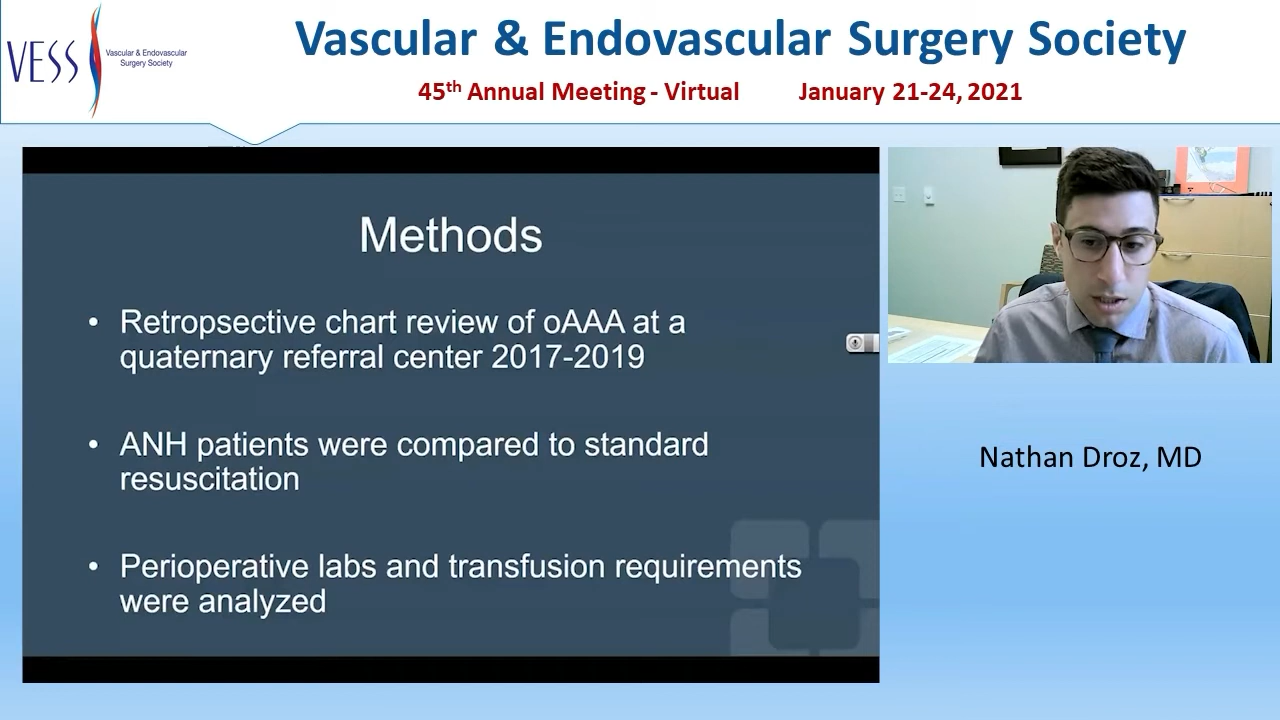 VESS
Vascular & Endovascular
Surgery Society
Vascular & Endovascular Surgery Society
45th Annual Meeting - Virtual January 21-24, 2021
Methods
• Retropsective chart review of oAAA at a
quaternary referral center 2017-2019
• ANH patients were compared to standard
resuscitation
• Perioperative labs and transfusion requirements
were analyzed
Nathan Droz, MD